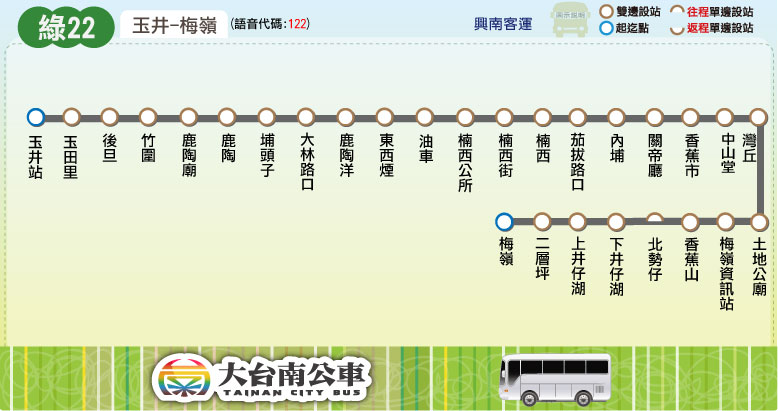 綠22
玉井-梅嶺
(語音代碼:122)
興南客運
雙邊設站
起迄點
往程單邊設站
返程單邊設站
玉井站
玉田里
後旦
竹圍
鹿陶廟
鹿陶
埔頭子
大林路口
鹿陶洋
東西煙
油車
楠西公所
楠西街
楠西
茄拔路口
內埔
關帝廳
香蕉市
中山堂
灣丘
梅嶺
二層坪
上井仔湖
下井仔湖
北勢仔
香蕉山
梅嶺資訊站
土地公廟
大台南公車
TAINAN CITY BUS